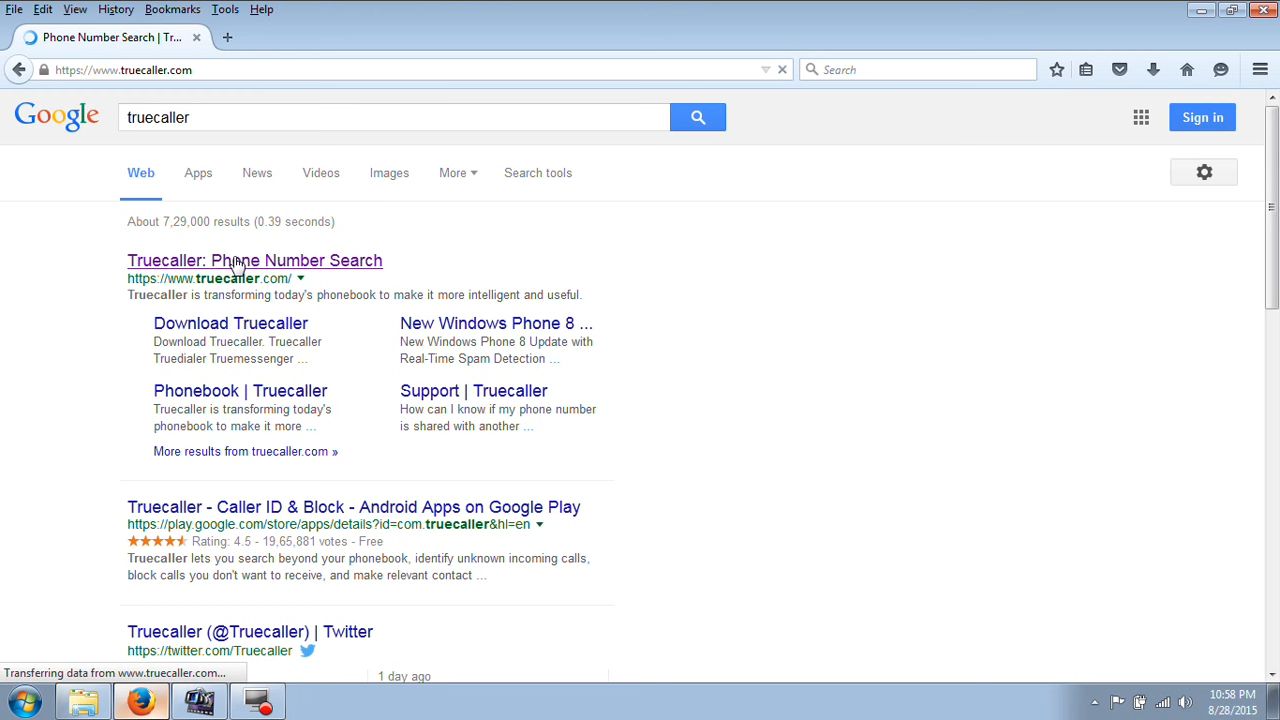 File Edit View History Bookmarks Tools Help
Phone Number Search | Tr...
https://www.truecaller.com
Search
Google
truecaller
Sign in
Web Apps News Videos Images More Search tools
About 7,29,000 results (0.39 seconds)
Truecaller: Phone Number Search
https://www.truecaller.com/
Truecaller is transforming today's phonebook to make it more intelligent and useful.
Download Truecaller
Download Truecaller. Truecaller
Truedialer Truemessenger ...
New Windows Phone 8 ...
New Windows Phone 8 Update with
Real-Time Spam Detection ...
Phonebook | Truecaller
Truecaller is transforming today's
phonebook to make it more ...
Support | Truecaller
How can I know if my phone number
is shared with another ...
More results from truecaller.com »
Truecaller - Caller ID & Block - Android Apps on Google Play
https://play.google.com/store/apps/details?id=com.truecaller&hl=en
Rating: 4.5 - 19,65,881 votes - Free
Truecaller lets you search beyond your phonebook, identify unknown incoming calls,
block calls you don't want to receive, and make relevant contact ...
Truecaller (@Truecaller) | Twitter
https://twitter.com/Truecaller
1 day ago
Transferring data from www.truecaller.com...
10:58 PM
8/28/2015